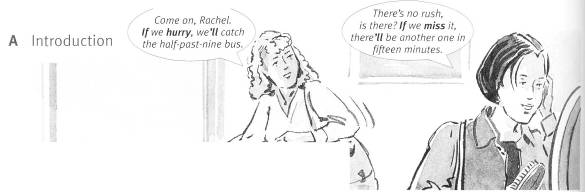 A Introduction
Come on, Rachel.
If we hurry, we'll catch
the half-past-nine bus.
There's no rush,
is there? If we miss it,
there'll be another one in
fifteen minutes.